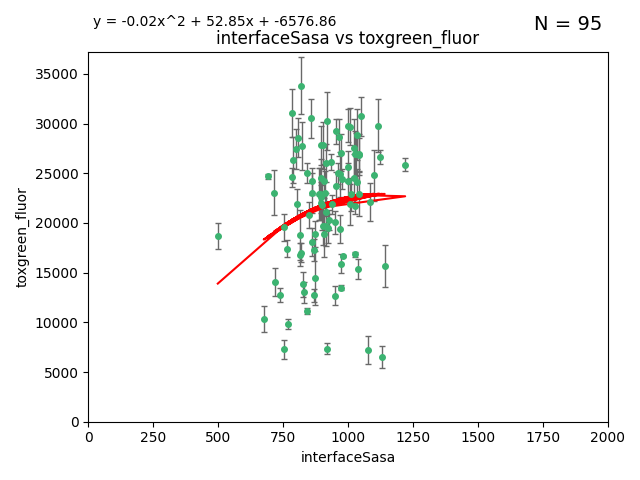 y = -0.02x^2 + 52.85x + -6576.86
N = 95
interfaceSasa vs toxgreen_fluor
toxgreen_fluor
35000
30000
25000
20000
15000
10000
5000
0
0 250 500 750 1000 1250 1500 1750 2000
interfaceSasa